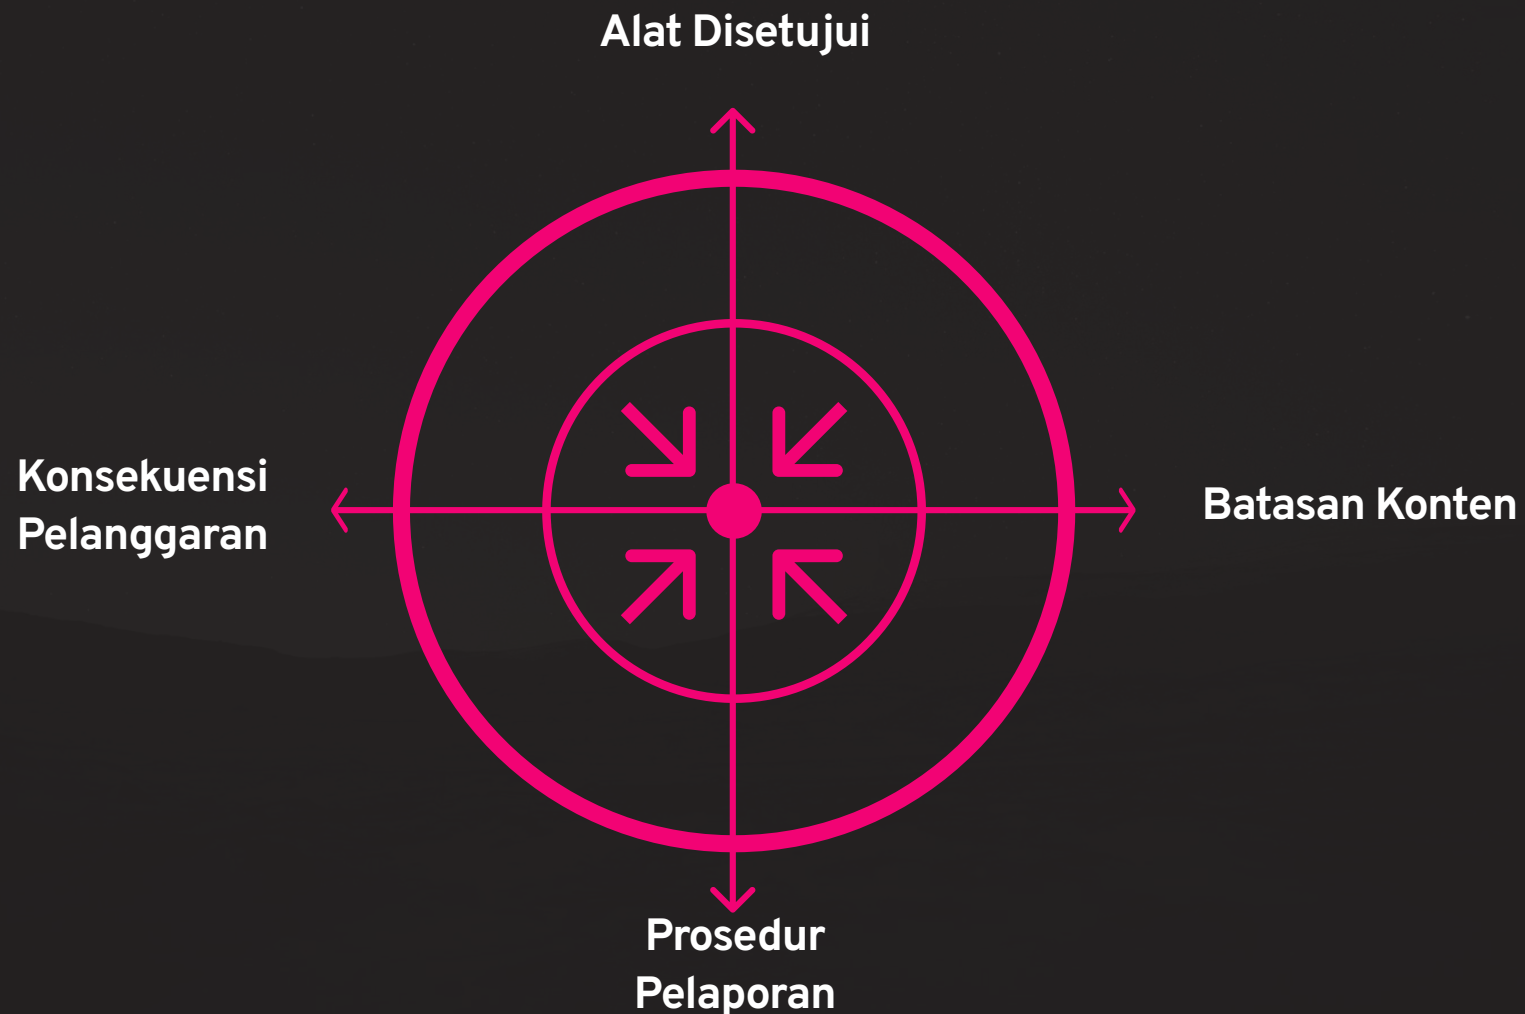 Alat Disetujui
Konsekuensi
Pelanggaran
Batasan Konten
Prosedur
Pelaporan